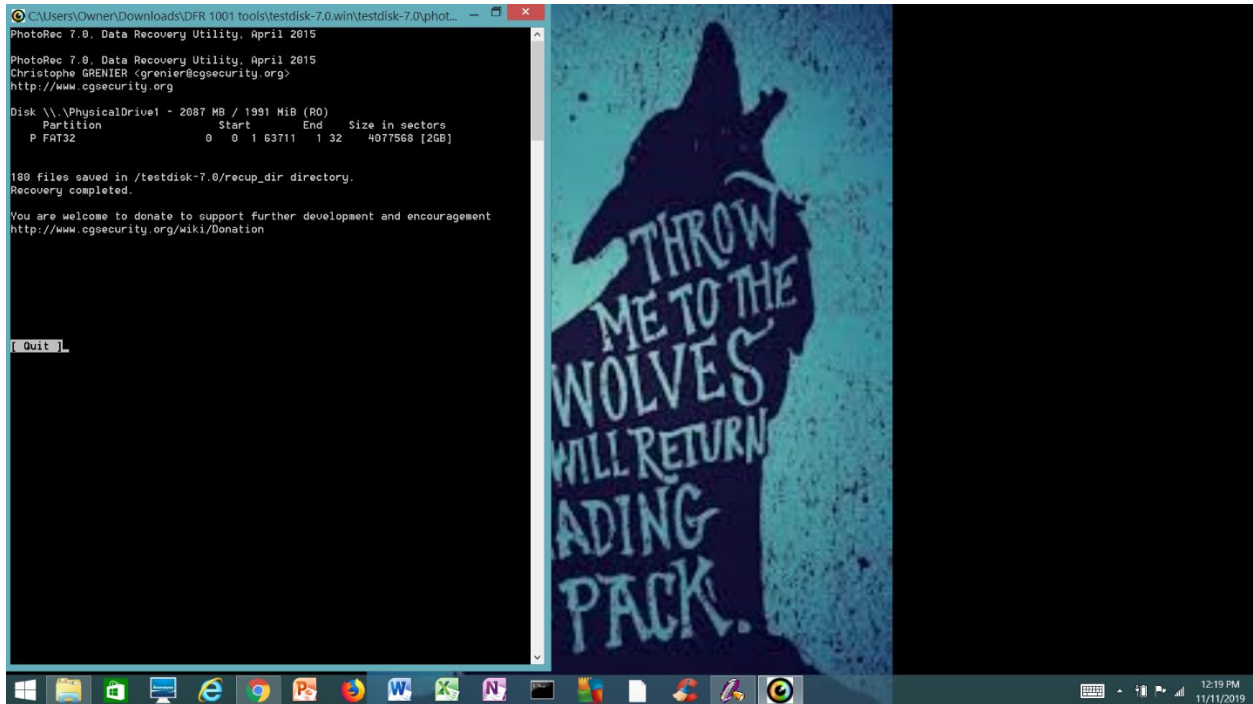 C:\Users\Owner\Downloads\DFR 1001 tools\testdisk-7.0.win\testdisk-7.0\phot...
PhotoRec 7.0, Data Recovery Utility, April 2015
PhotoRec 7.0, Data Recovery Utility, April 2015
Christophe GRENIER <grenier@cgsecurity.org>
http://www.cgsecurity.org
Disk \\.\PhysicalDrive1 - 2087 MB / 1991 MiB (RO)
Partition Start End Size in sectors
P FAT32 0 0 1 63711 1 32 4077568 [2GB]
180 files saved in /testdisk-7.0/recup_dir directory.
Recovery completed.
You are welcome to donate to support further development and encouragement
http://www.cgsecurity.org/wiki/Donation
[ Quit ]
THROW
ME TO THE
WOLVES
WILL RETURN
ADING
PACK.
12:19 PM
11/11/2019